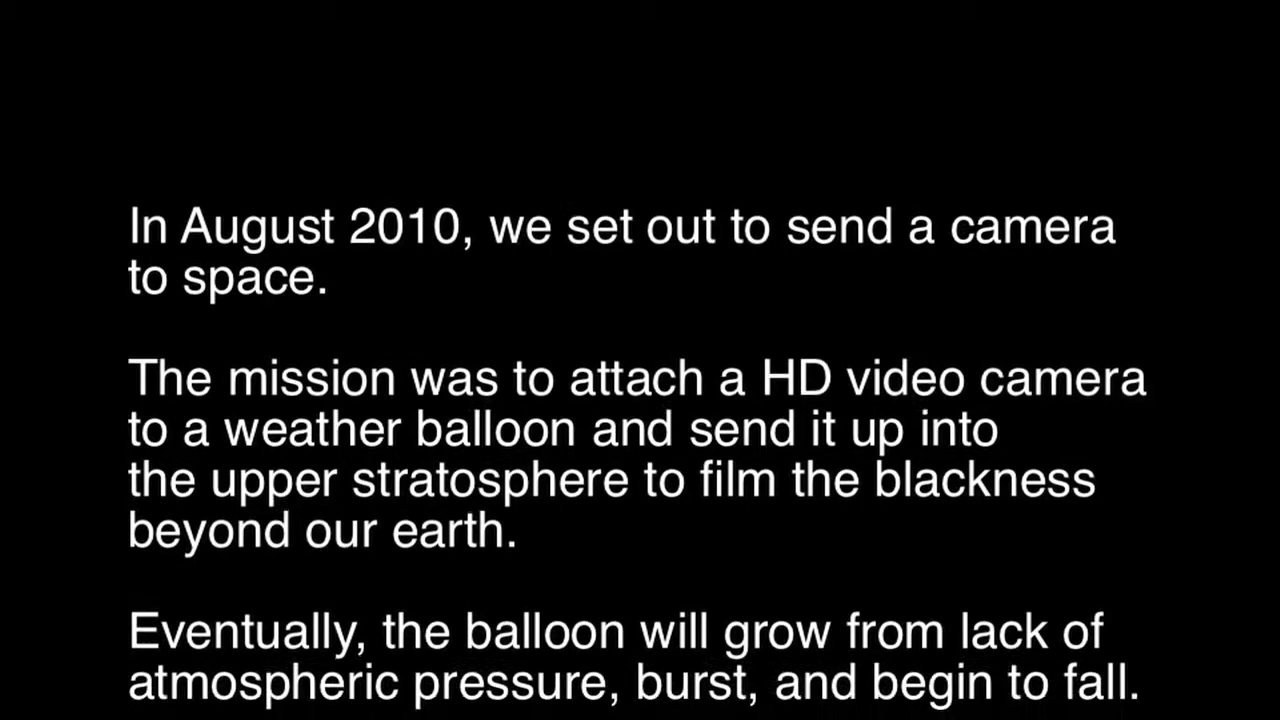 In August 2010, we set out to send a camera
to space.
The mission was to attach a HD video camera
to a weather balloon and send it up into
the upper stratosphere to film the blackness
beyond our earth.
Eventually, the balloon will grow from lack of
atmospheric pressure, burst, and begin to fall.